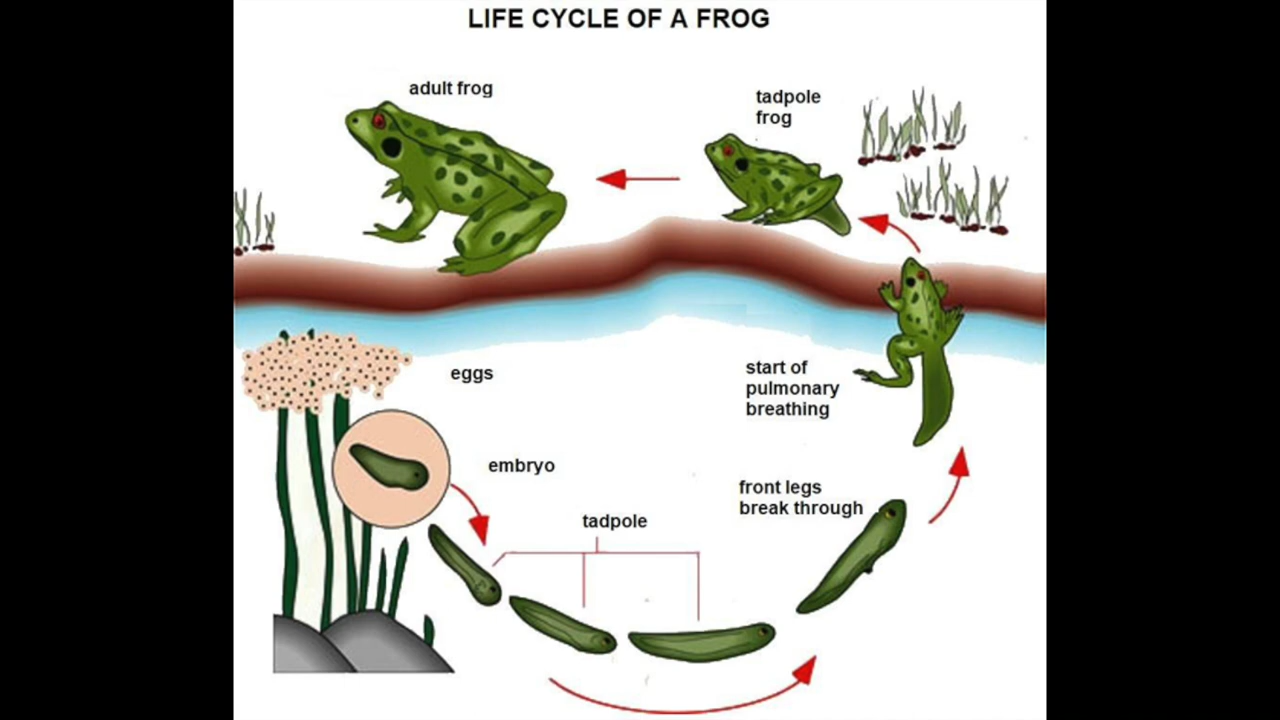 LIFE CYCLE OF A FROG
adult frog
tadpole
frog
eggs
start of
pulmonary
breathing
embryo
front legs
break through
tadpole